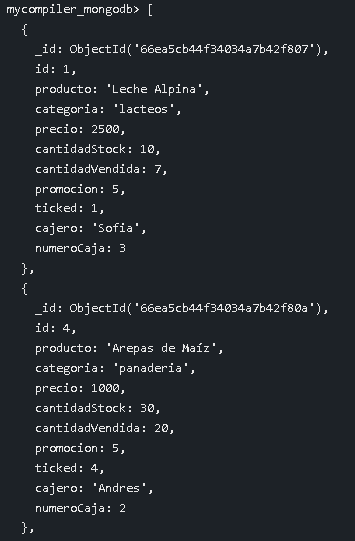 mycompiler_mongodb> [
{
_id: ObjectId('66ea5cb44f34034a7b42f807'),
id: 1,
producto: 'Leche Alpina',
categoria: 'lacteos',
precio: 2500,
cantidadStock: 10,
cantidadVendida: 7,
promocion: 5,
ticked: 1,
cajero: 'Sofia',
numeroCaja: 3
},
{
_id: ObjectId('66ea5cb44f34034a7b42f80a'),
id: 4,
producto: 'Arepas de Maíz',
categoria: 'panaderia',
precio: 1000,
cantidadStock: 30,
cantidadVendida: 20,
promocion: 5,
ticked: 4,
cajero: 'Andres',
numeroCaja: 2
},